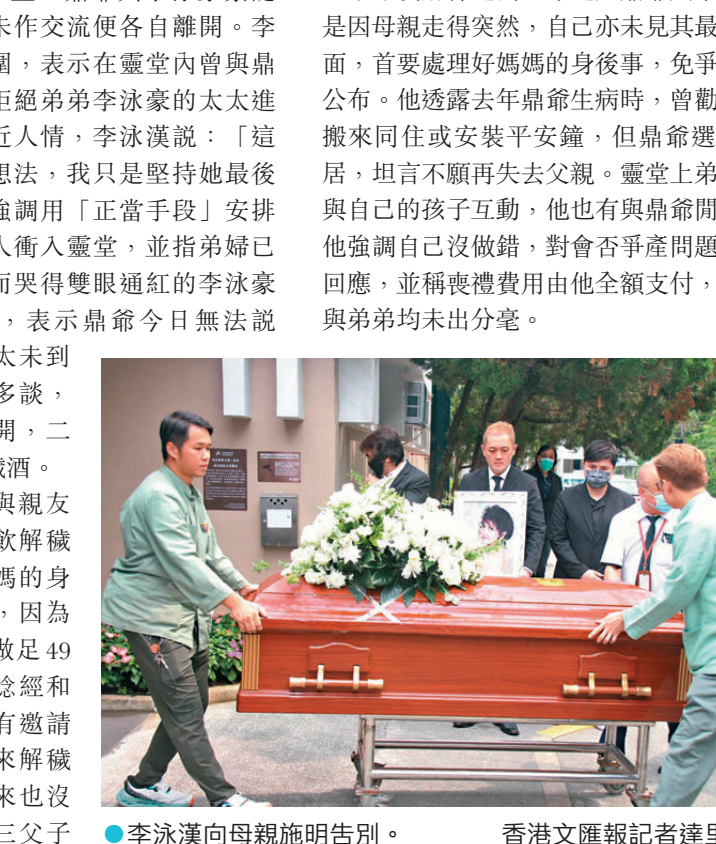 未作交流便各自離開。李
圍，表示在靈堂內曾與鼎
拒絕弟弟李泳豪的太太進
近人情，李泳漢說：「這
想法，我只是堅持她最後
強調用「正當手段」安排
人衝入靈堂，並指弟婦已
而哭得雙眼通紅的李泳豪
，表示鼎爺今日無法說
太未到
多談，
開，二
酒。
與親友
飲解穢
媽的身
，因為
做足49
唸經和
有邀請
來解穢
來也沒
三父子
是因母親走得突然，自己亦未見其最
面，首要處理好媽媽的身後事，免爭
公布。他透露去年鼎爺生病時，曾勸
搬來同住或安裝平安鐘，但鼎爺選
居，坦言不願再失去父親。靈堂上弟
與自己的孩子互動，他也有與鼎爺閒
他強調自己沒做錯，對會否爭產問題
回應，並稱喪禮費用由他全額支付，
與弟弟均未出分毫。
●李泳漢向母親施明告別。
香港文匯報記者達里